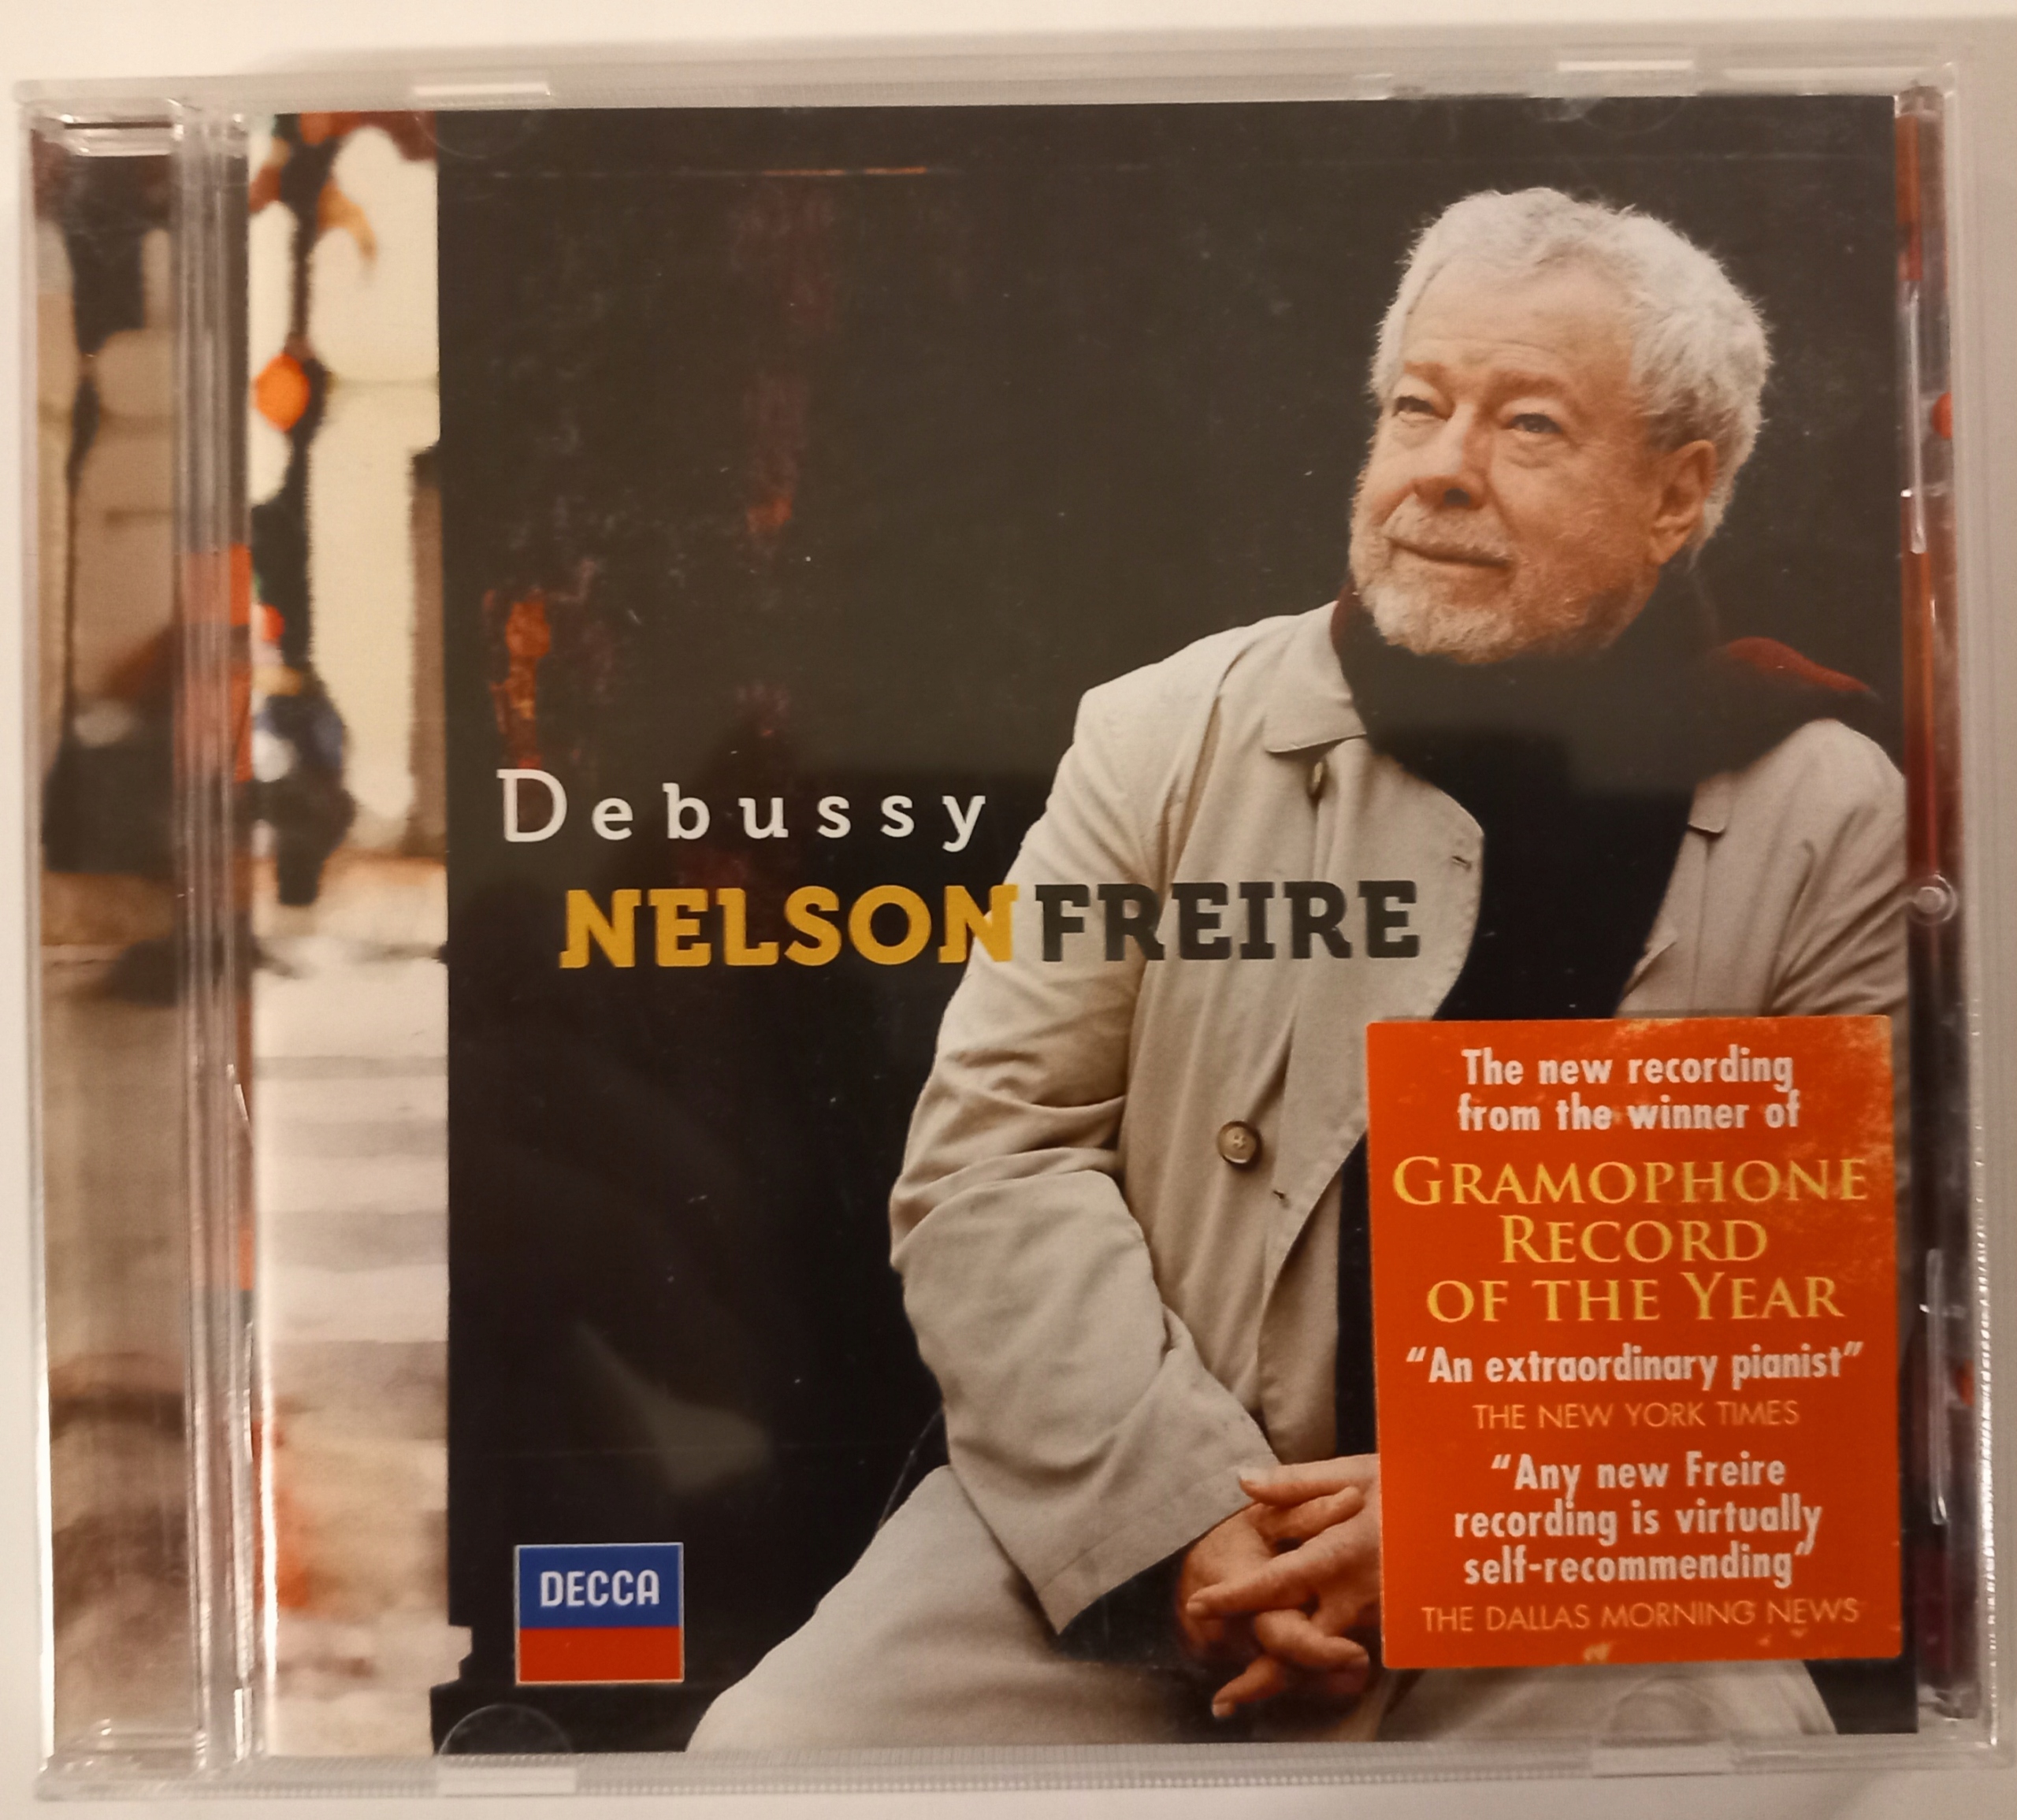 Debussy
NELSON FREIRE
The new recording
from the winner of
GRAMOPHONE
RECORD
OF THE YEAR
“An extraordinary pianist”
THE NEW YORK TIMES
“Any new Freire
recording is virtually
self-recommending”
THE DALLAS MORNING NEWS
DECCA